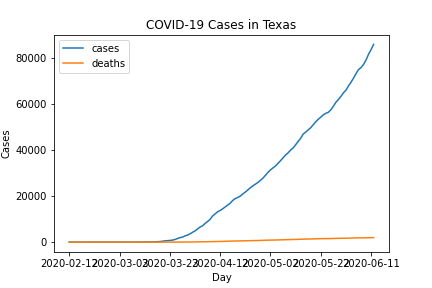 COVID-19 Cases in Texas
cases
deaths
80000
60000
40000
20000
0
Cases
2020-02-12 2020-03-03 2020-03-23 2020-04-12 2020-05-02 2020-05-22 2020-06-11
Day